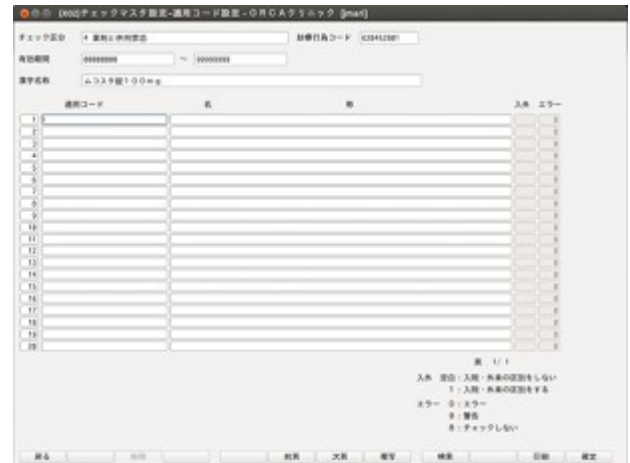 (X02)チェックマスタ設定-適用コード設定 - ORCAクリニック [jmari]
チェック区分 4 薬剤と併用禁忌 診療行為コード 620452801
有効期間 00000000 ~ 99999999
漢字名称 ムコスタ錠100mg
適用コード 名 称 入外 エラー
1
2
3
4
5
6
7
8
9
10
11
12
13
14
15
16
17
18
19
20
頁 1/ 1
入外 空白:入院・外来の区別をしない
1:入院・外来の区別をする
エラー 0:エラー
9:警告
8:チェックしない
戻る 前頁 次頁 複写 検索 印刷 確定